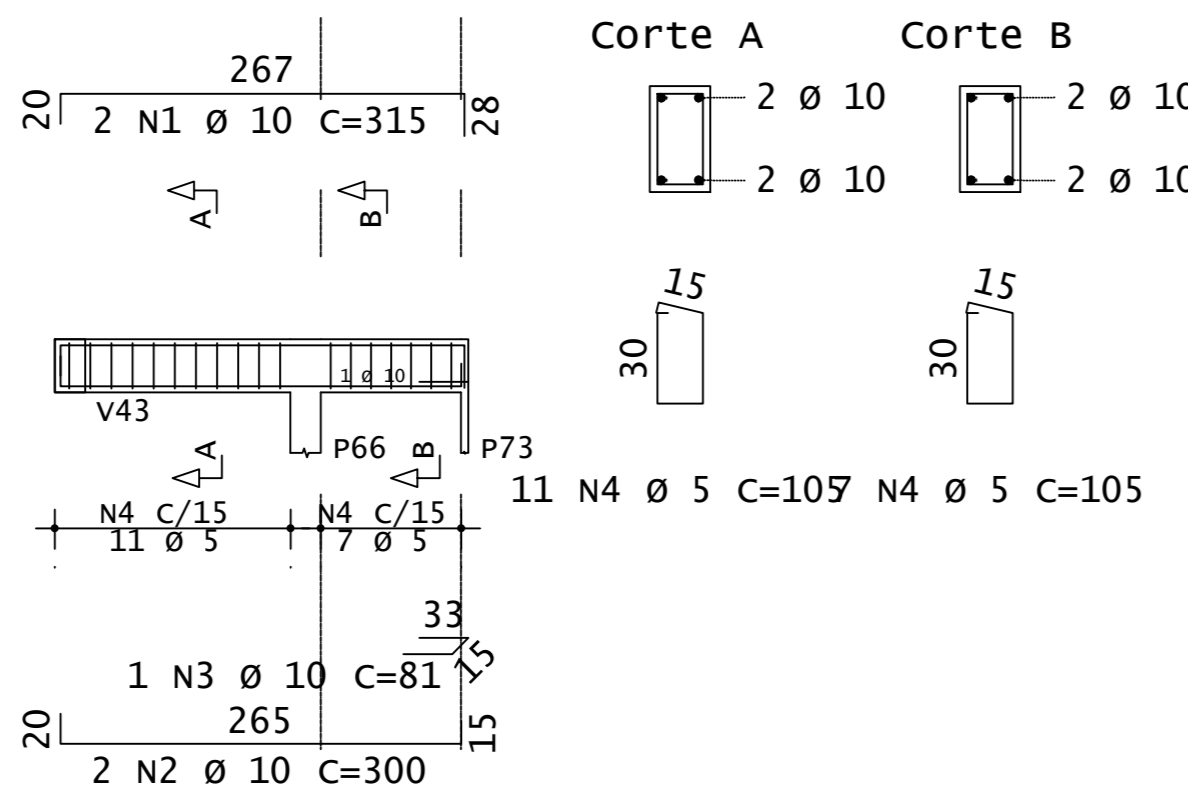 Corte A
Corte B
267
20
2 N1 Ø 10 C=315
28
2 Ø 10
2 Ø 10
2 Ø 10
2 Ø 10
A
B
15
30
15
30
1 Ø 10
V43
A
P66
B
P73
11 N4 Ø 5 C=105
7 N4 Ø 5 C=105
N4 C/15
11 Ø 5
N4 C/15
7 Ø 5
33
15
1 N3 Ø 10 C=81
20
265
15
2 N2 Ø 10 C=300